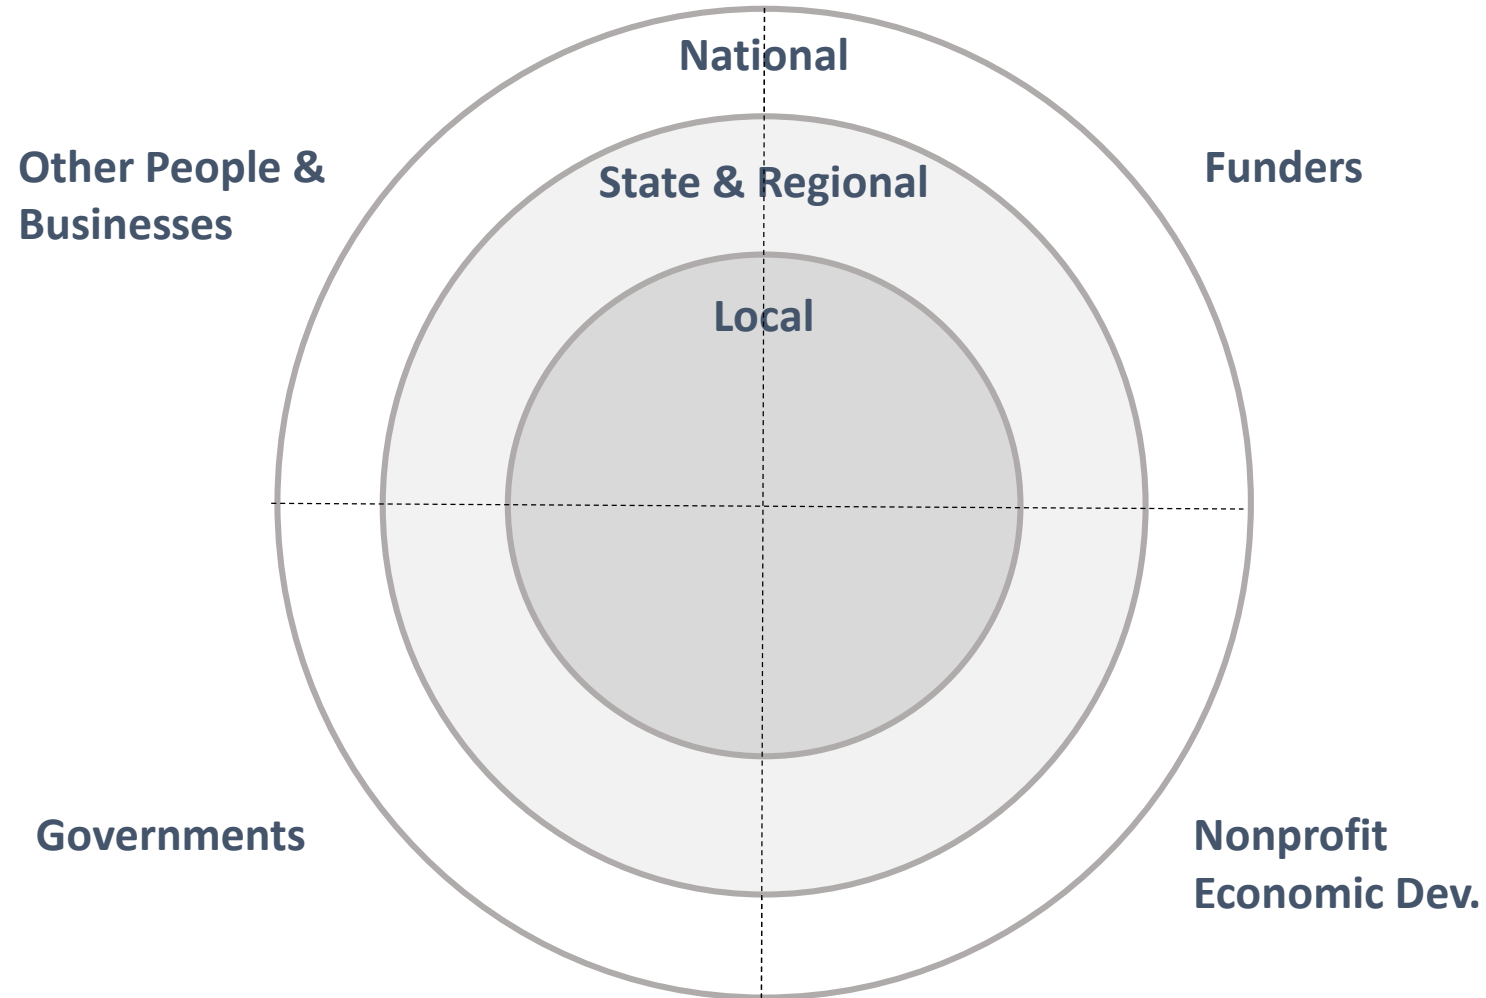 National
Other People &
Businesses
State & Regional
Funders
Local
Governments
Nonprofit
Economic Dev.